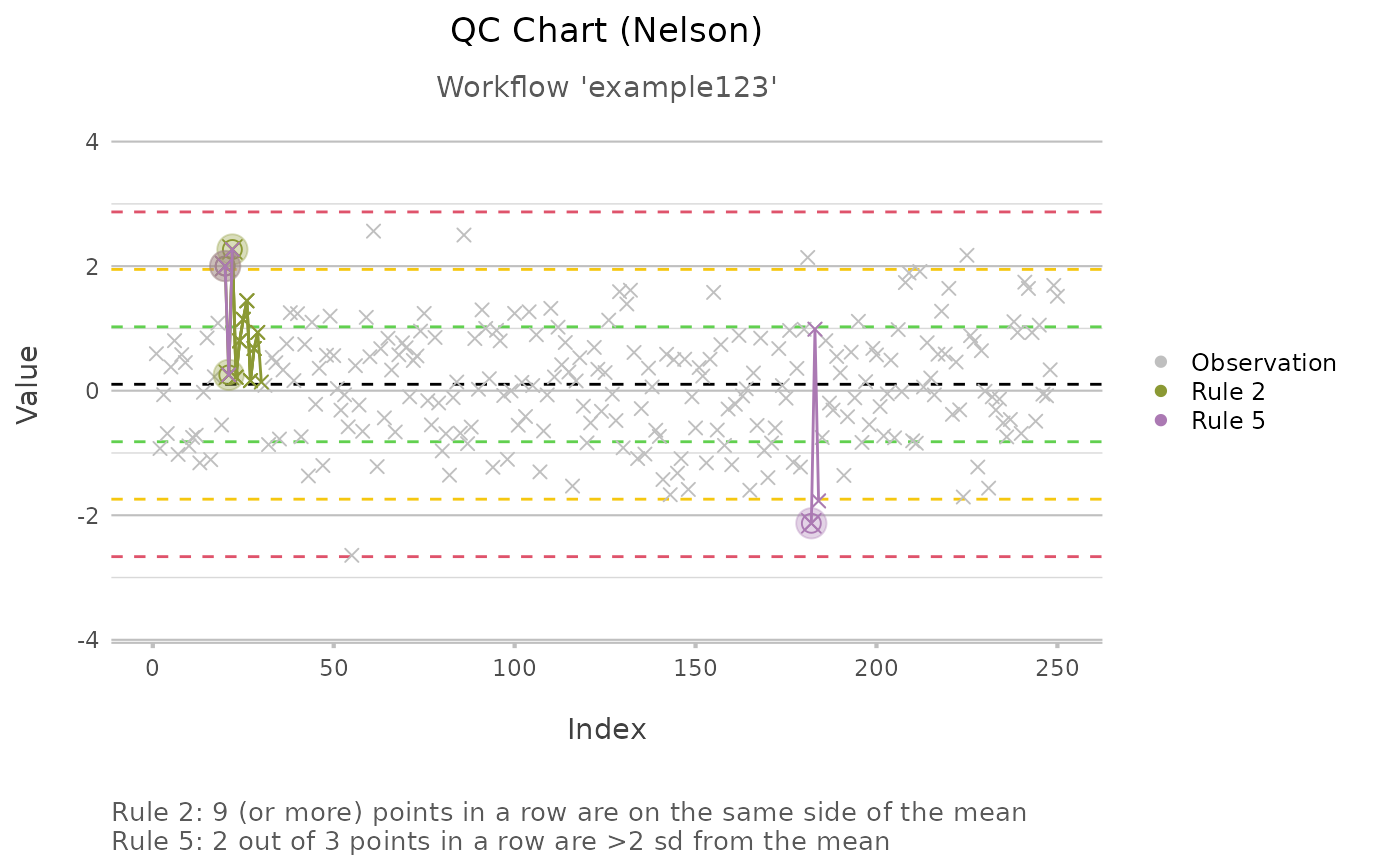 QC Chart (Nelson)
Workflow 'example123'
4
2
0
-2
-4
Value
0 50 100 150 200 250
Index
Observation
Rule 2
Rule 5
Rule 2: 9 (or more) points in a row are on the same side of the mean
Rule 5: 2 out of 3 points in a row are >2 sd from the mean